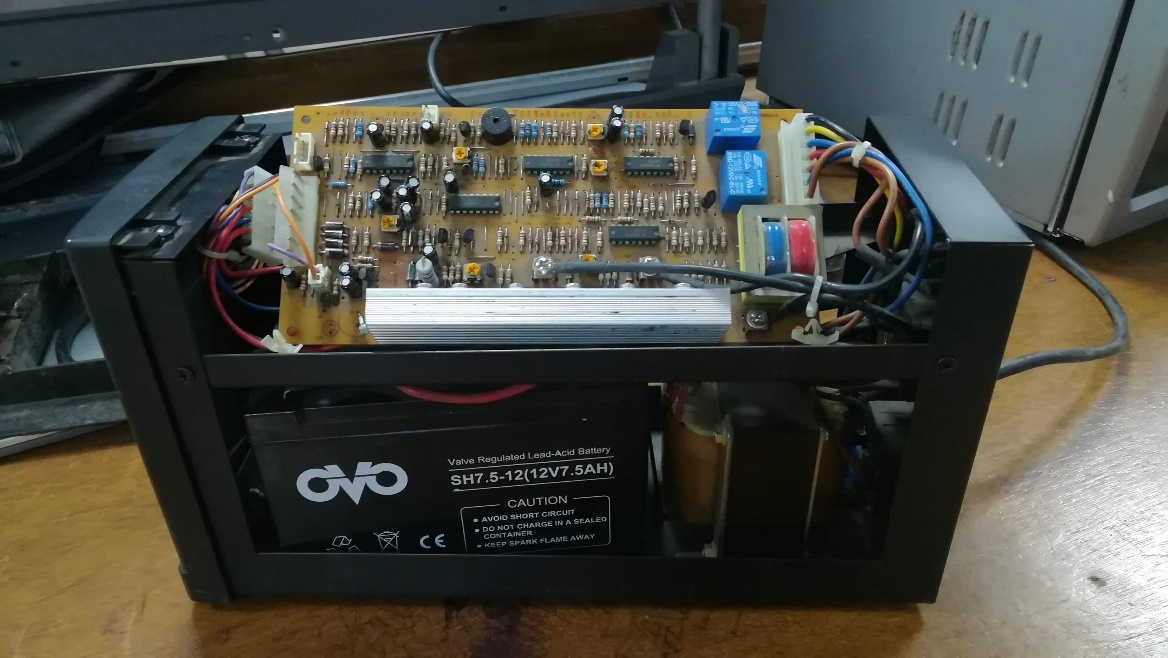 OVO
Valve Regulated Lead-Acid Battery
SH7.5-12(12V7.5AH)
CAUTION
● AVOID SHORT CIRCUIT
● DO NOT CHARGE IN A SEALED
CONTAINER
● KEEP SPARK FLAME AWAY
CE